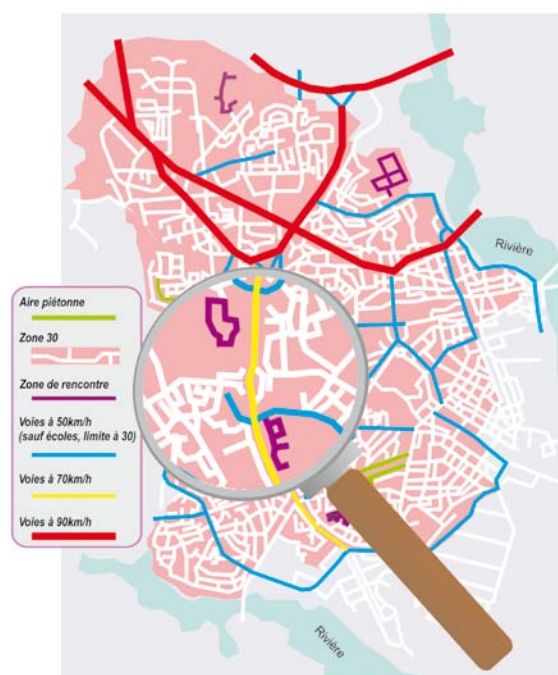 Rivière
Aire piétonne
Zone 30
Zone de rencontre
Voies à 50km/h
(sauf écoles, limite à 30)
Voies à 70km/h
Voies à 90km/h
Rivière